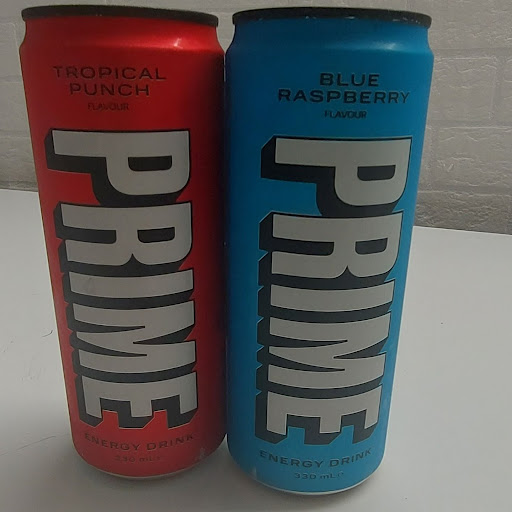 TROPICAL
PUNCH
FLAVOUR
PRIME
ENERGY DRINK
330 mL℮
BLUE
RASPBERRY
FLAVOUR
PRIME
ENERGY DRINK
330 mL℮